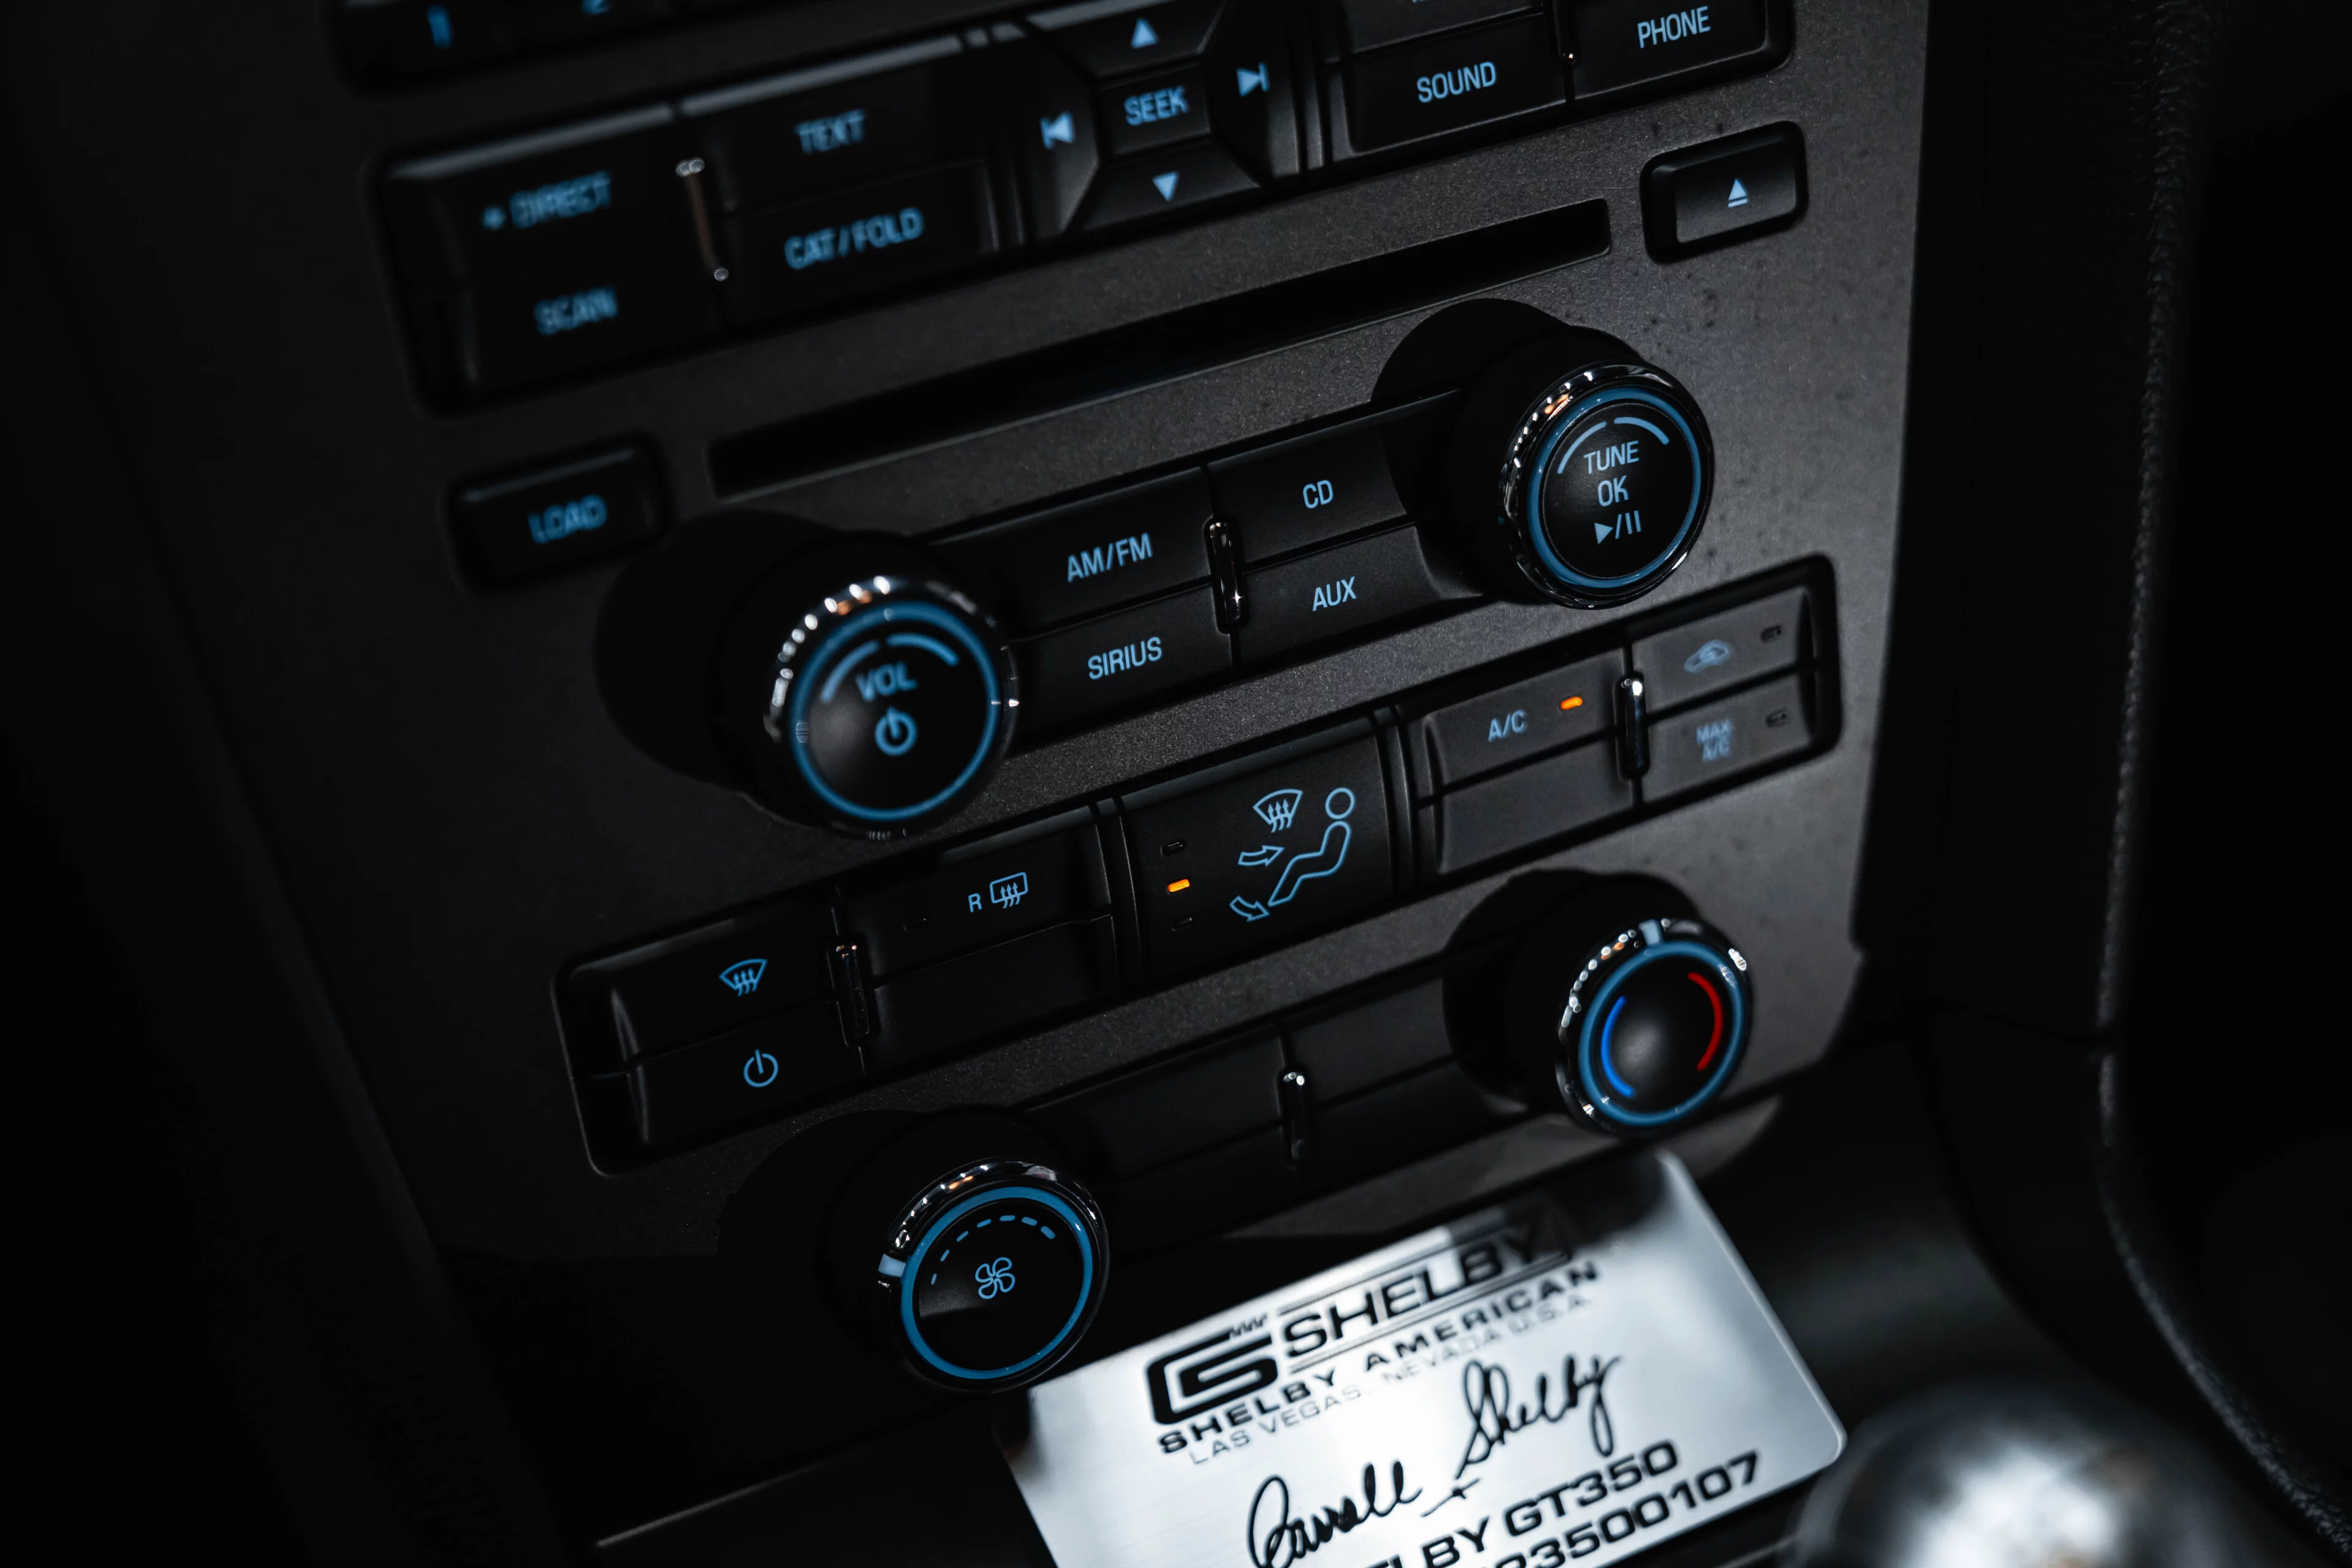 TEXT
SEEK
SOUND
PHONE
DIRECT
CAT/FOLD
SCAN
LOAD
AM/FM
CD
TUNE
OK
SIRIUS
AUX
VOL
A/C
MAX
A/C
R
SHELBY
SHELBY AMERICAN
LAS VEGAS, NEVADA U.S.A.
Carroll Shelby
GT350